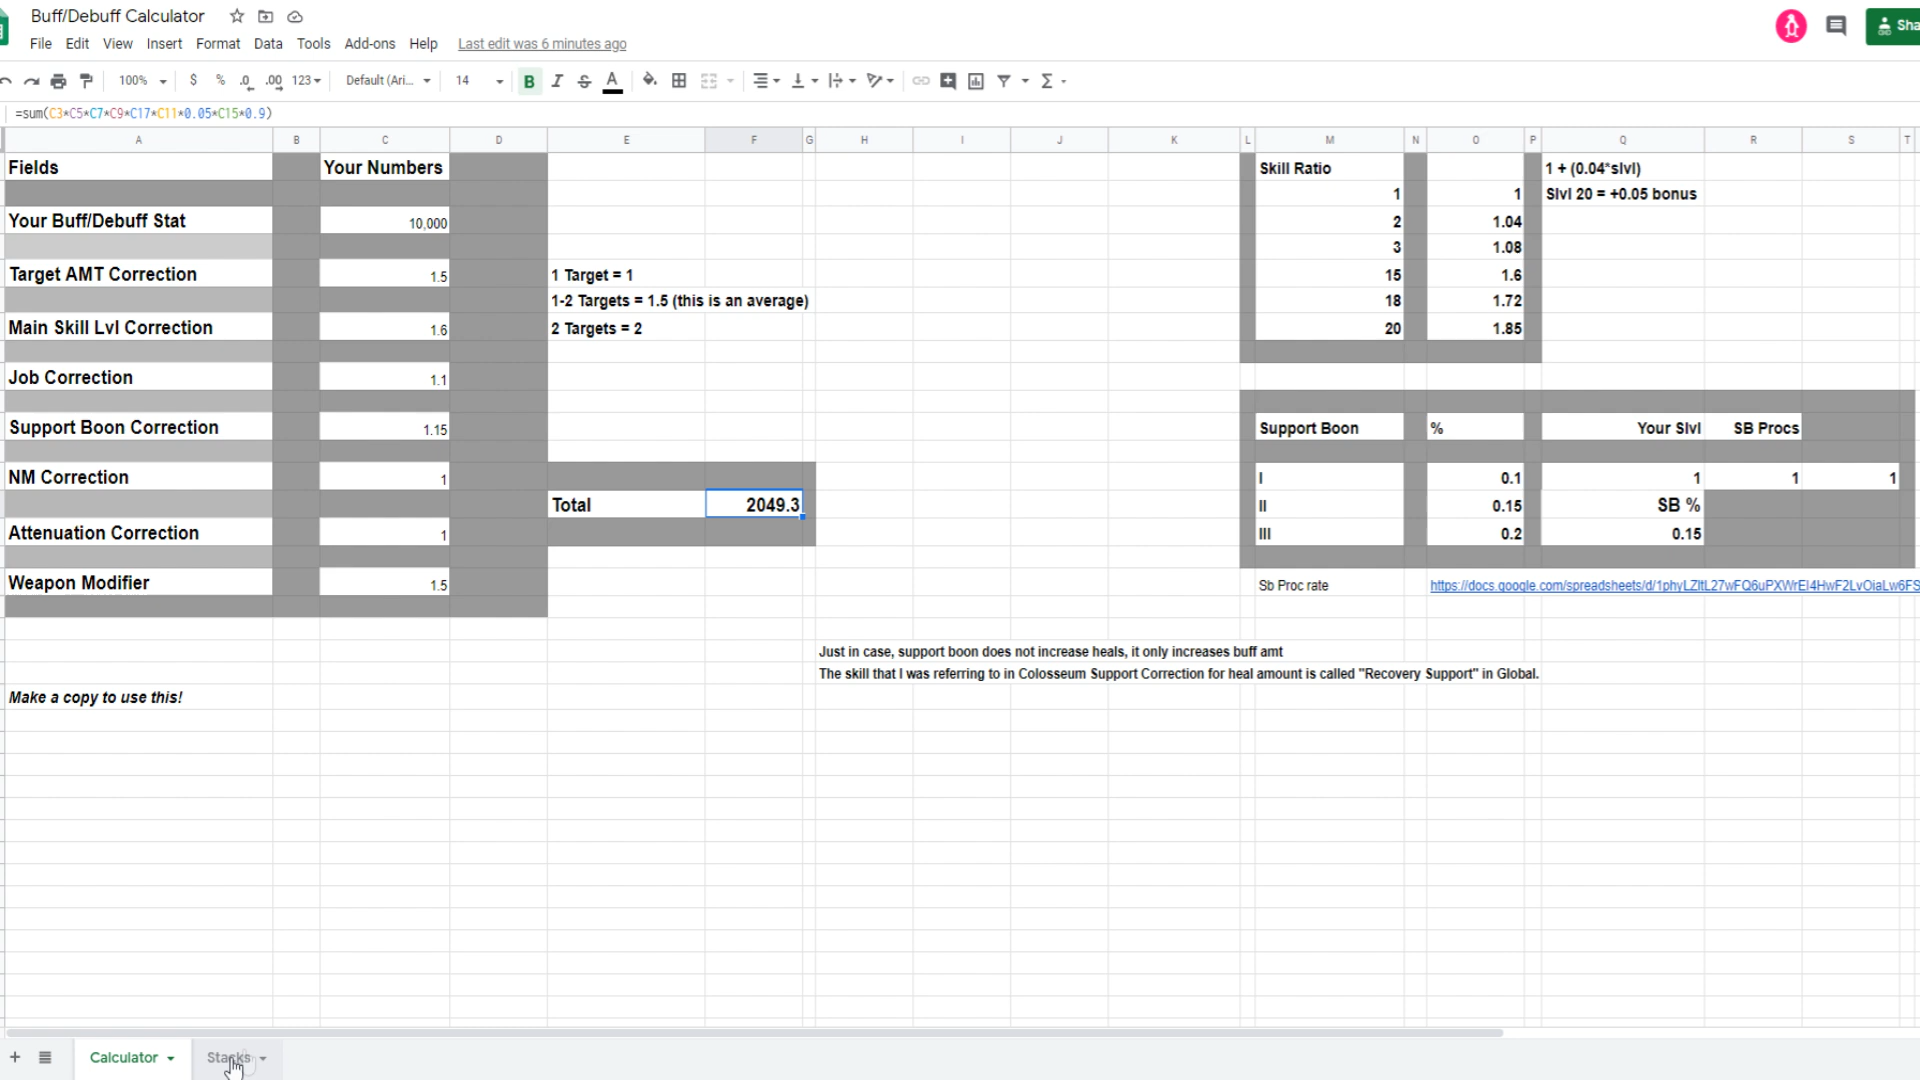 Buff/Debuff Calculator
File Edit View Insert Format Data Tools Add-ons Help Last edit was 6 minutes ago
Sha
100% $ % .0 .00 123 Default (Ari... 14 B I S A
=sum(C3*C5*C7*C9*C17*C11*0.05*C15*0.9)
A B C D E F G H I J K L M N O P Q R S T
Fields Your Numbers Skill Ratio 1 + (0.04*slvl)
1 1 Slvl 20 = +0.05 bonus
Your Buff/Debuff Stat 10,000 2 1.04
3 1.08
Target AMT Correction 1.5 1 Target = 1 15 1.6
1-2 Targets = 1.5 (this is an average) 18 1.72
Main Skill Lvl Correction 1.6 2 Targets = 2 20 1.85
Job Correction 1.1
Support Boon Correction 1.15 Support Boon % Your Slvl SB Procs
NM Correction 1 I 0.1 1 1 1
Total 2049.3 II 0.15 SB %
Attenuation Correction 1 III 0.2 0.15
Weapon Modifier 1.5 Sb Proc rate
Just in case, support boon does not increase heals, it only increases buff amt
The skill that I was referring to in Colosseum Support Correction for heal amount is called "Recovery Support" in Global.
Make a copy to use this!
Calculator Stacks